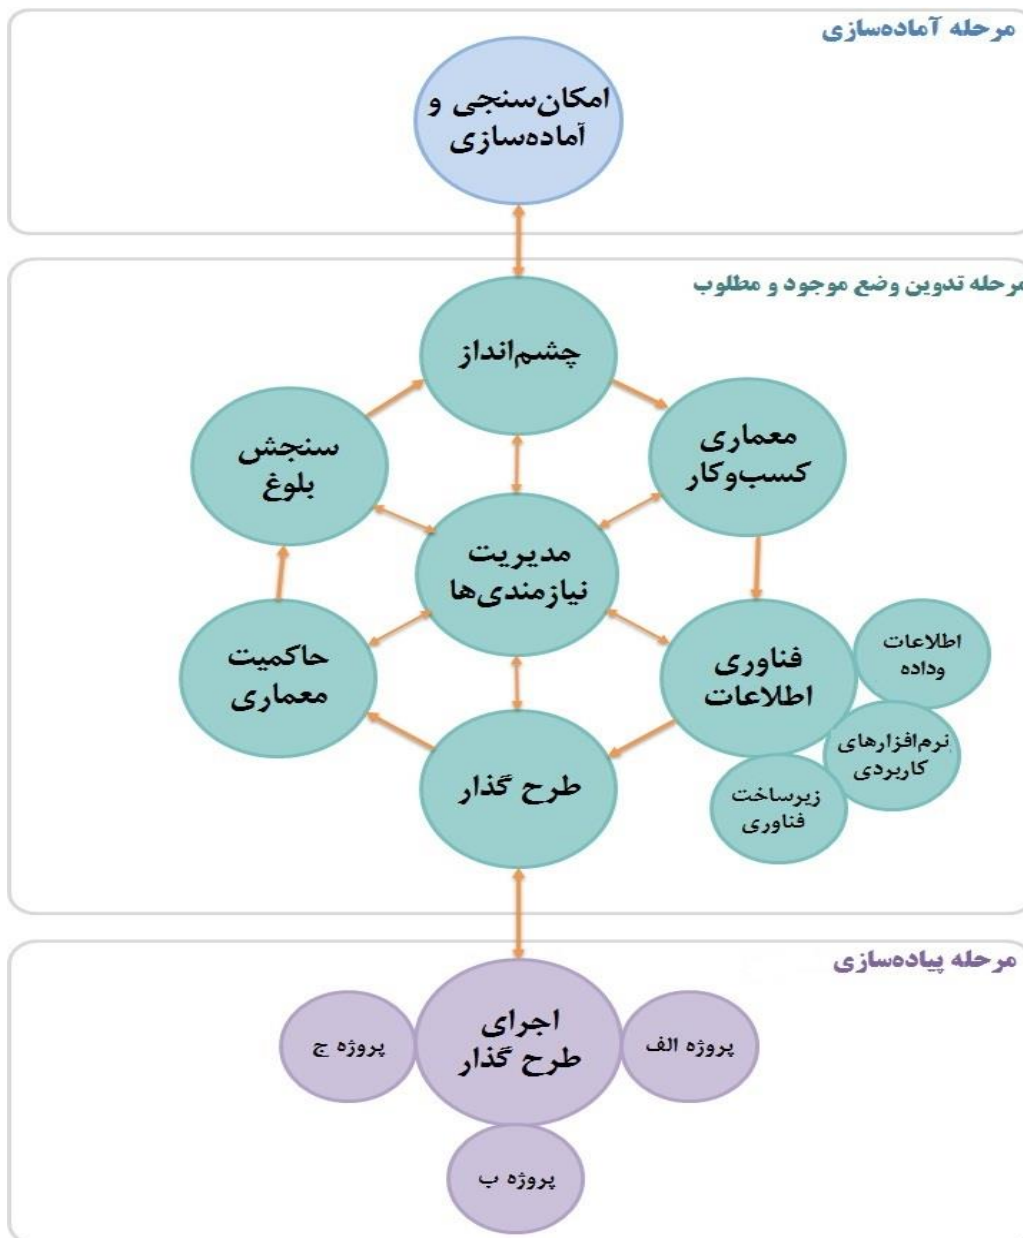 مرحله آماده‌سازی
امکان‌سنجی و
آماده‌سازی
مرحله تدوین وضع موجود و مطلوب
چشم‌انداز
معماری
کسب‌وکار
سنجش
بلوغ
مدیریت
نیازمندی‌ها
فناوری
اطلاعات
اطلاعات
وداده
نرم‌افزارهای
کاربردی
زیرساخت
فناوری
حاکمیت
معماری
طرح گذار
مرحله پیاده‌سازی
اجرای
طرح گذار
پروژه الف
پروژه ج
پروژه ب